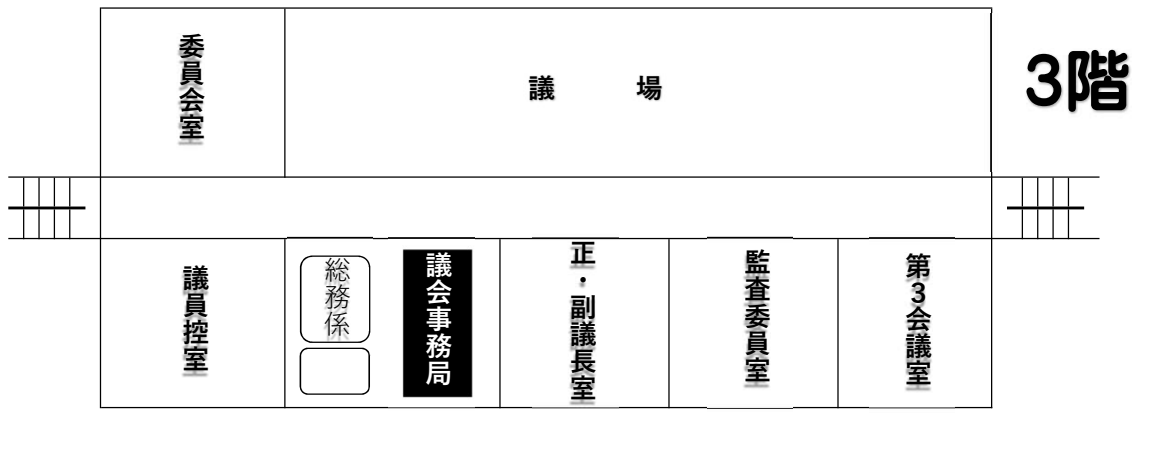 3階
委員会室
議 場
議員控室
総務係
議会事務局
正・副議長室
監査委員室
第3会議室